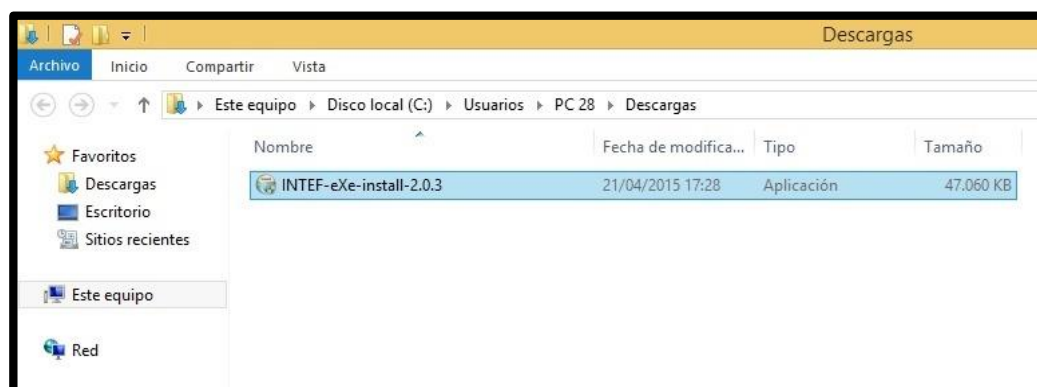 Descargas
Archivo Inicio Compartir Vista
Este equipo Disco local (C:) Usuarios PC 28 Descargas
Favoritos
Descargas
Escritorio
Sitios recientes
Este equipo
Red
Nombre Fecha de modifica... Tipo Tamaño
INTEF-eXe-install-2.0.3 21/04/2015 17:28 Aplicación 47.060 KB